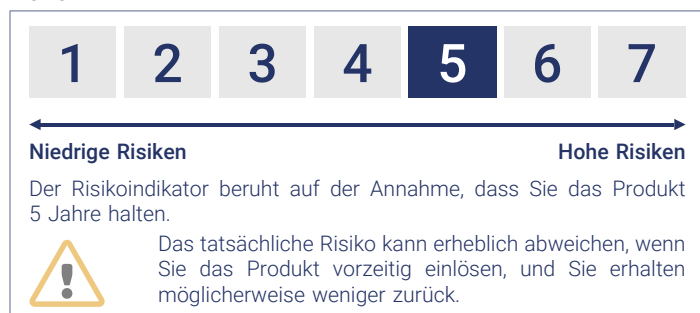 1 2 3 4 5 6 7
Niedrige Risiken Hohe Risiken
Der Risikoindikator beruht auf der Annahme, dass Sie das Produkt
5 Jahre halten.
Das tatsächliche Risiko kann erheblich abweichen, wenn
Sie das Produkt vorzeitig einlösen, und Sie erhalten
möglicherweise weniger zurück.